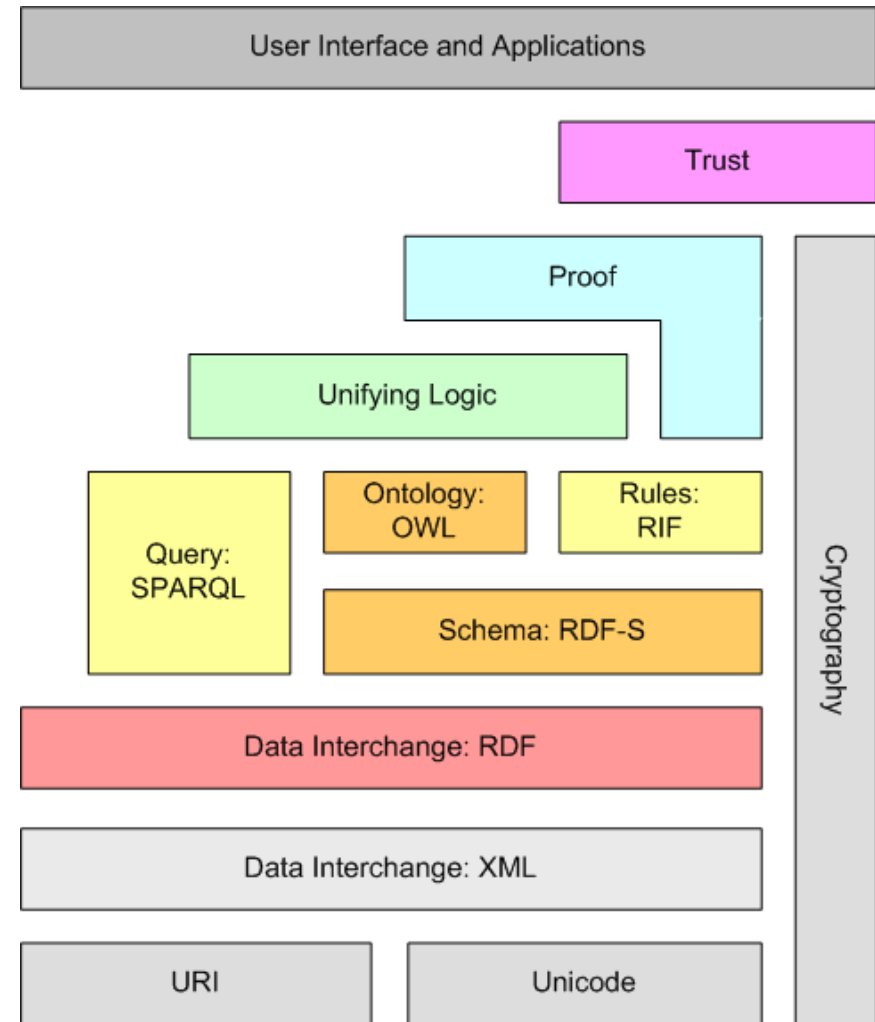 User Interface and Applications
Trust
Proof
Unifying Logic
Ontology:
OWL
Rules:
RIF
Query:
SPARQL
Schema: RDF-S
Cryptography
Data Interchange: RDF
Data Interchange: XML
URI
Unicode